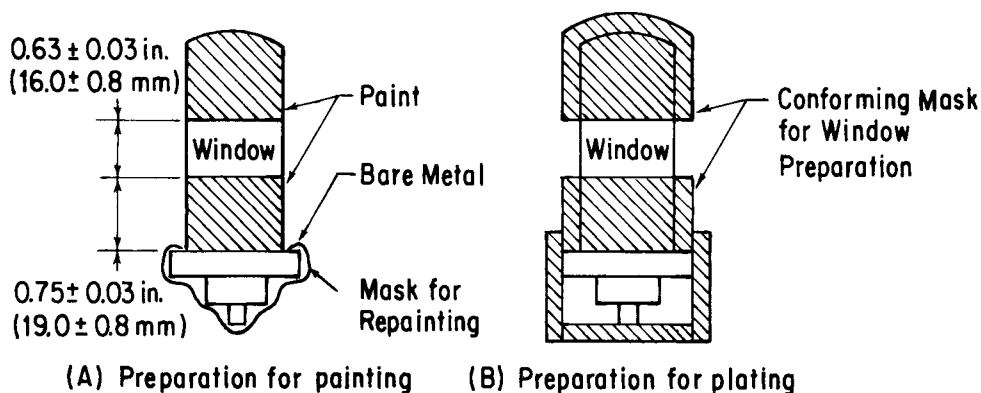 0.63 ± 0.03 in.
(16.0 ± 0.8 mm)
Paint
Window
Bare Metal
0.75 ± 0.03 in.
(19.0 ± 0.8 mm)
Mask for
Repainting
(A) Preparation for painting
Conforming Mask
for Window
Preparation
Window
(B) Preparation for plating